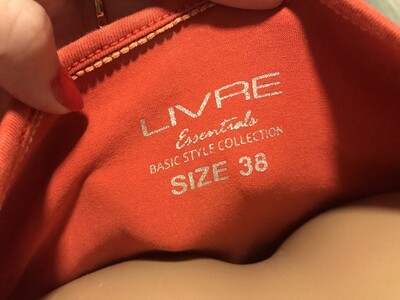 LIVRE
Essentials
BASIC STYLE COLLECTION
SIZE 38